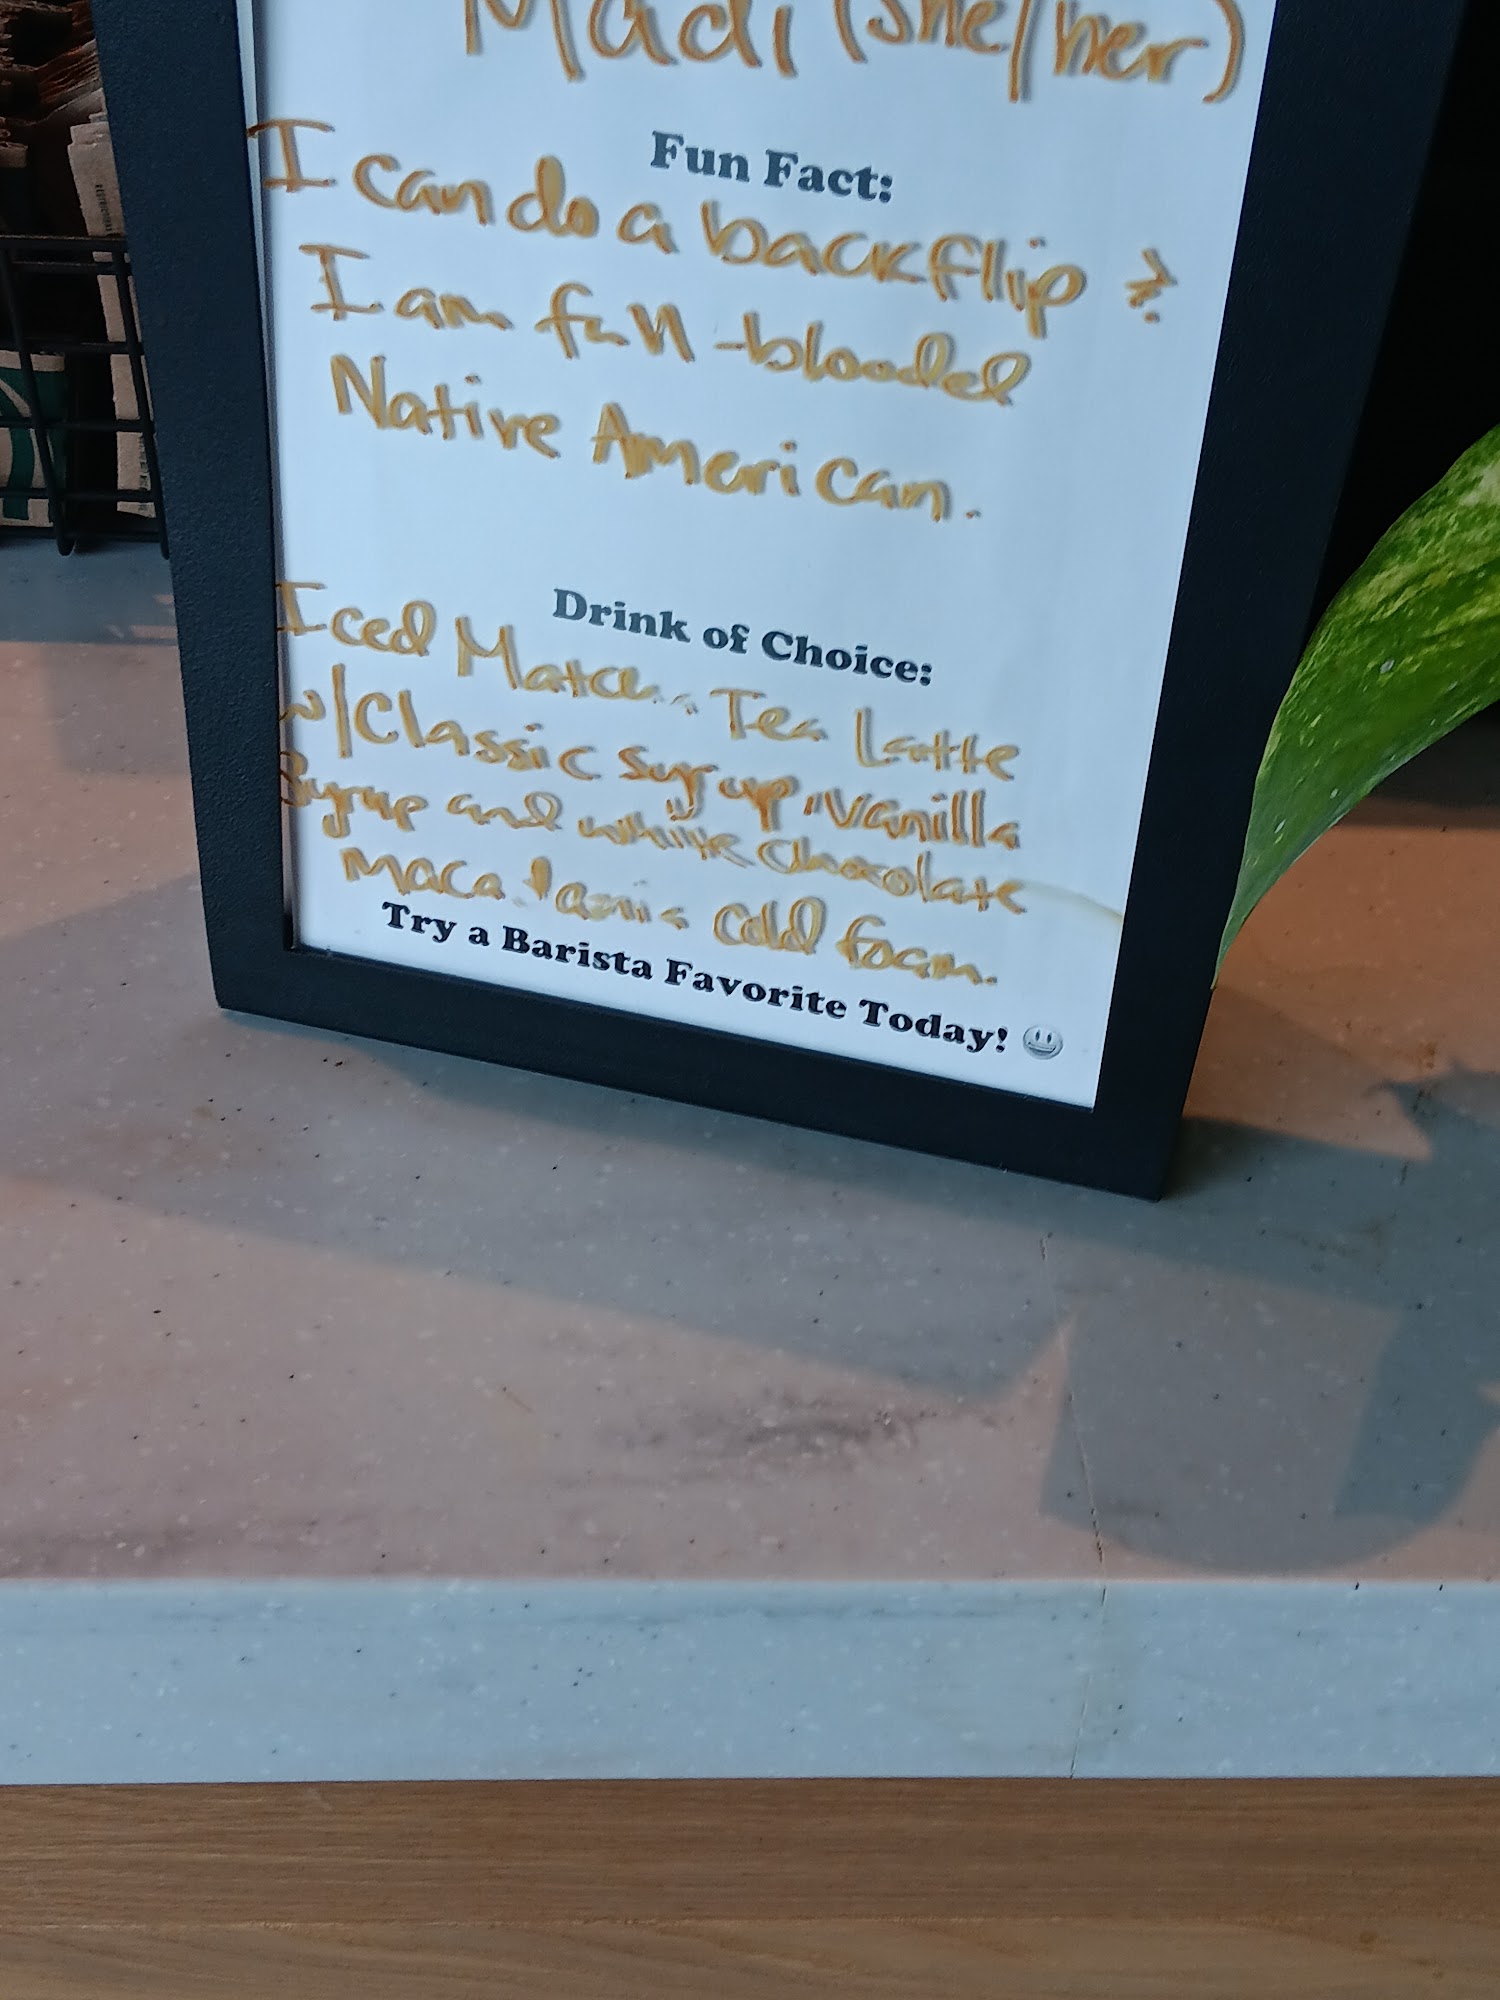 Madi (she/her)
Fun Fact:
I can do a backflip &
I am full-blooded
Native American.
Drink of Choice:
Iced Matcha Tea Latte
w/Classic syrup, vanilla
Syrup and white chocolate
macadamia cold foam.
Try a Barista Favorite Today! 😃